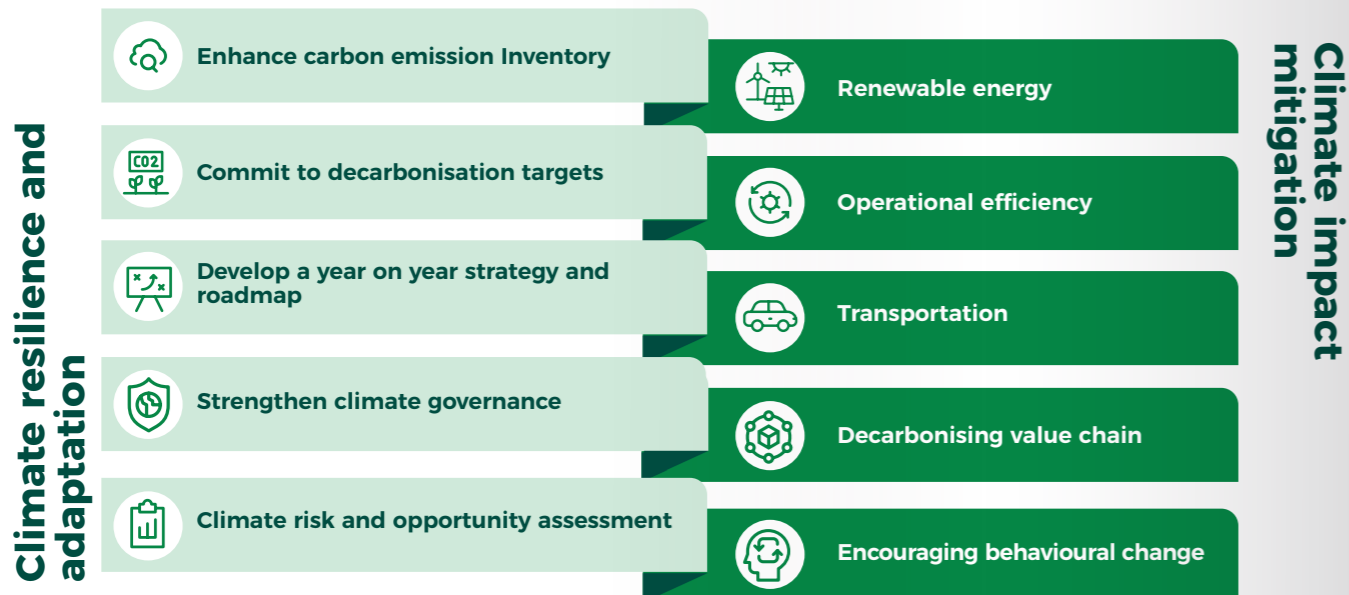 Climate resilience and
adaptation
Enhance carbon emission Inventory
CO2
Commit to decarbonisation targets
Develop a year on year strategy and
roadmap
Strengthen climate governance
Climate risk and opportunity assessment
Renewable energy
Operational efficiency
Transportation
Decarbonising value chain
Encouraging behavioural change
Climate impact
mitigation